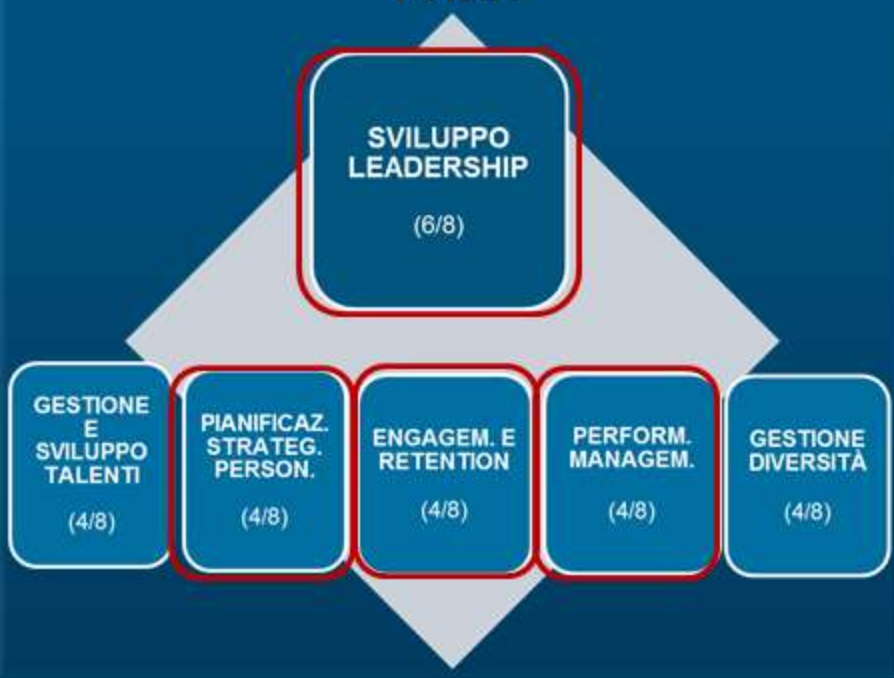 SVILUPPO
LEADERSHIP
(6/8)
GESTIONE
E
SVILUPPO
TALENTI
(4/8)
PIANIFICAZ.
STRATEG.
PERSON.
(4/8)
ENGAGEM. E
RETENTION
(4/8)
PERFORM.
MANAGEM.
(4/8)
GESTIONE
DIVERSITÀ
(4/8)